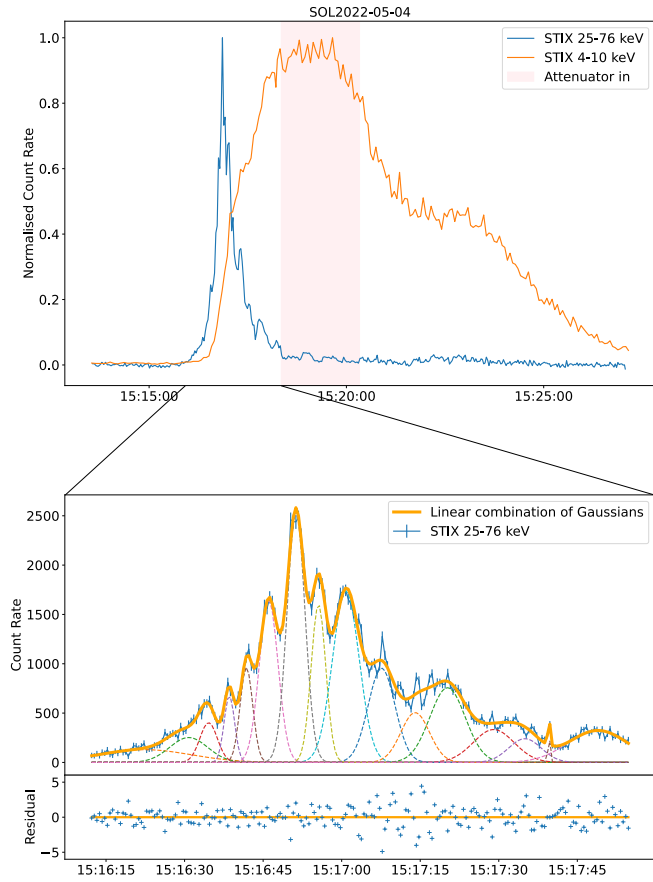 SOL2022-05-04
STIX 25-76 keV
STIX 4-10 keV
Attenuator in
Normalised Count Rate
1.0
0.8
0.6
0.4
0.2
0.0
15:15:00 15:20:00 15:25:00
Linear combination of Gaussians
STIX 25-76 keV
Count Rate
2500
2000
1500
1000
500
0
Residual
5
0
−5
15:16:15 15:16:30 15:16:45 15:17:00 15:17:15 15:17:30 15:17:45